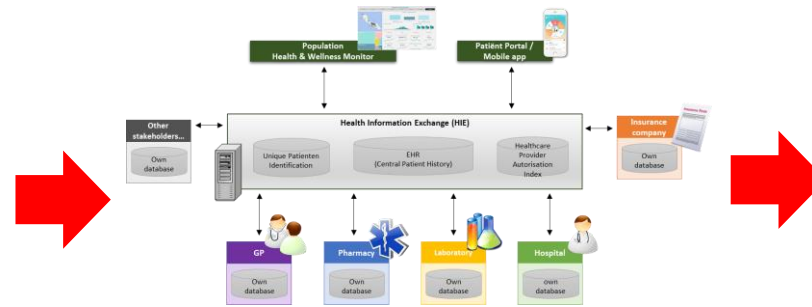 Population
Health & Wellness Monitor
Patiënt Portal /
Mobile app
Other
stakeholders...
Own
database
Health Information Exchange (HIE)
Unique Patienten
Identification
EHR
(Central Patient History)
Healthcare
Provider
Autorisation
Index
Insurance
company
Own
database
GP
Own
database
Pharmacy
Own
database
Laboratory
Own
database
Hospital
own
database